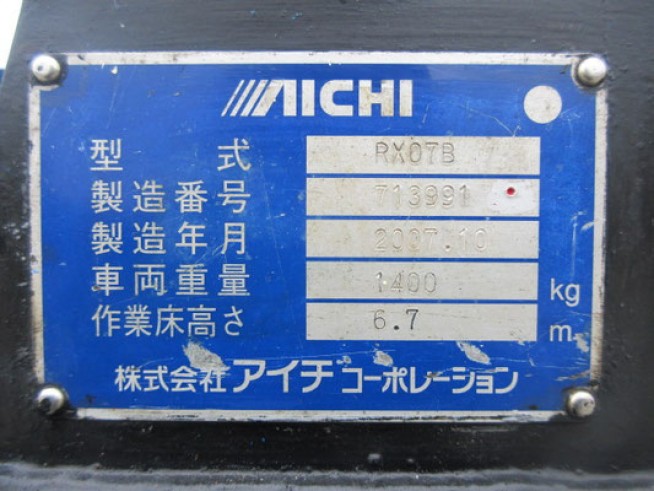 AICHI
型式 RX07B
製造番号 713991
製造年月 2007.10
車両重量 1400 kg
作業床高さ 6.7 m
株式会社アイチコーポレーション